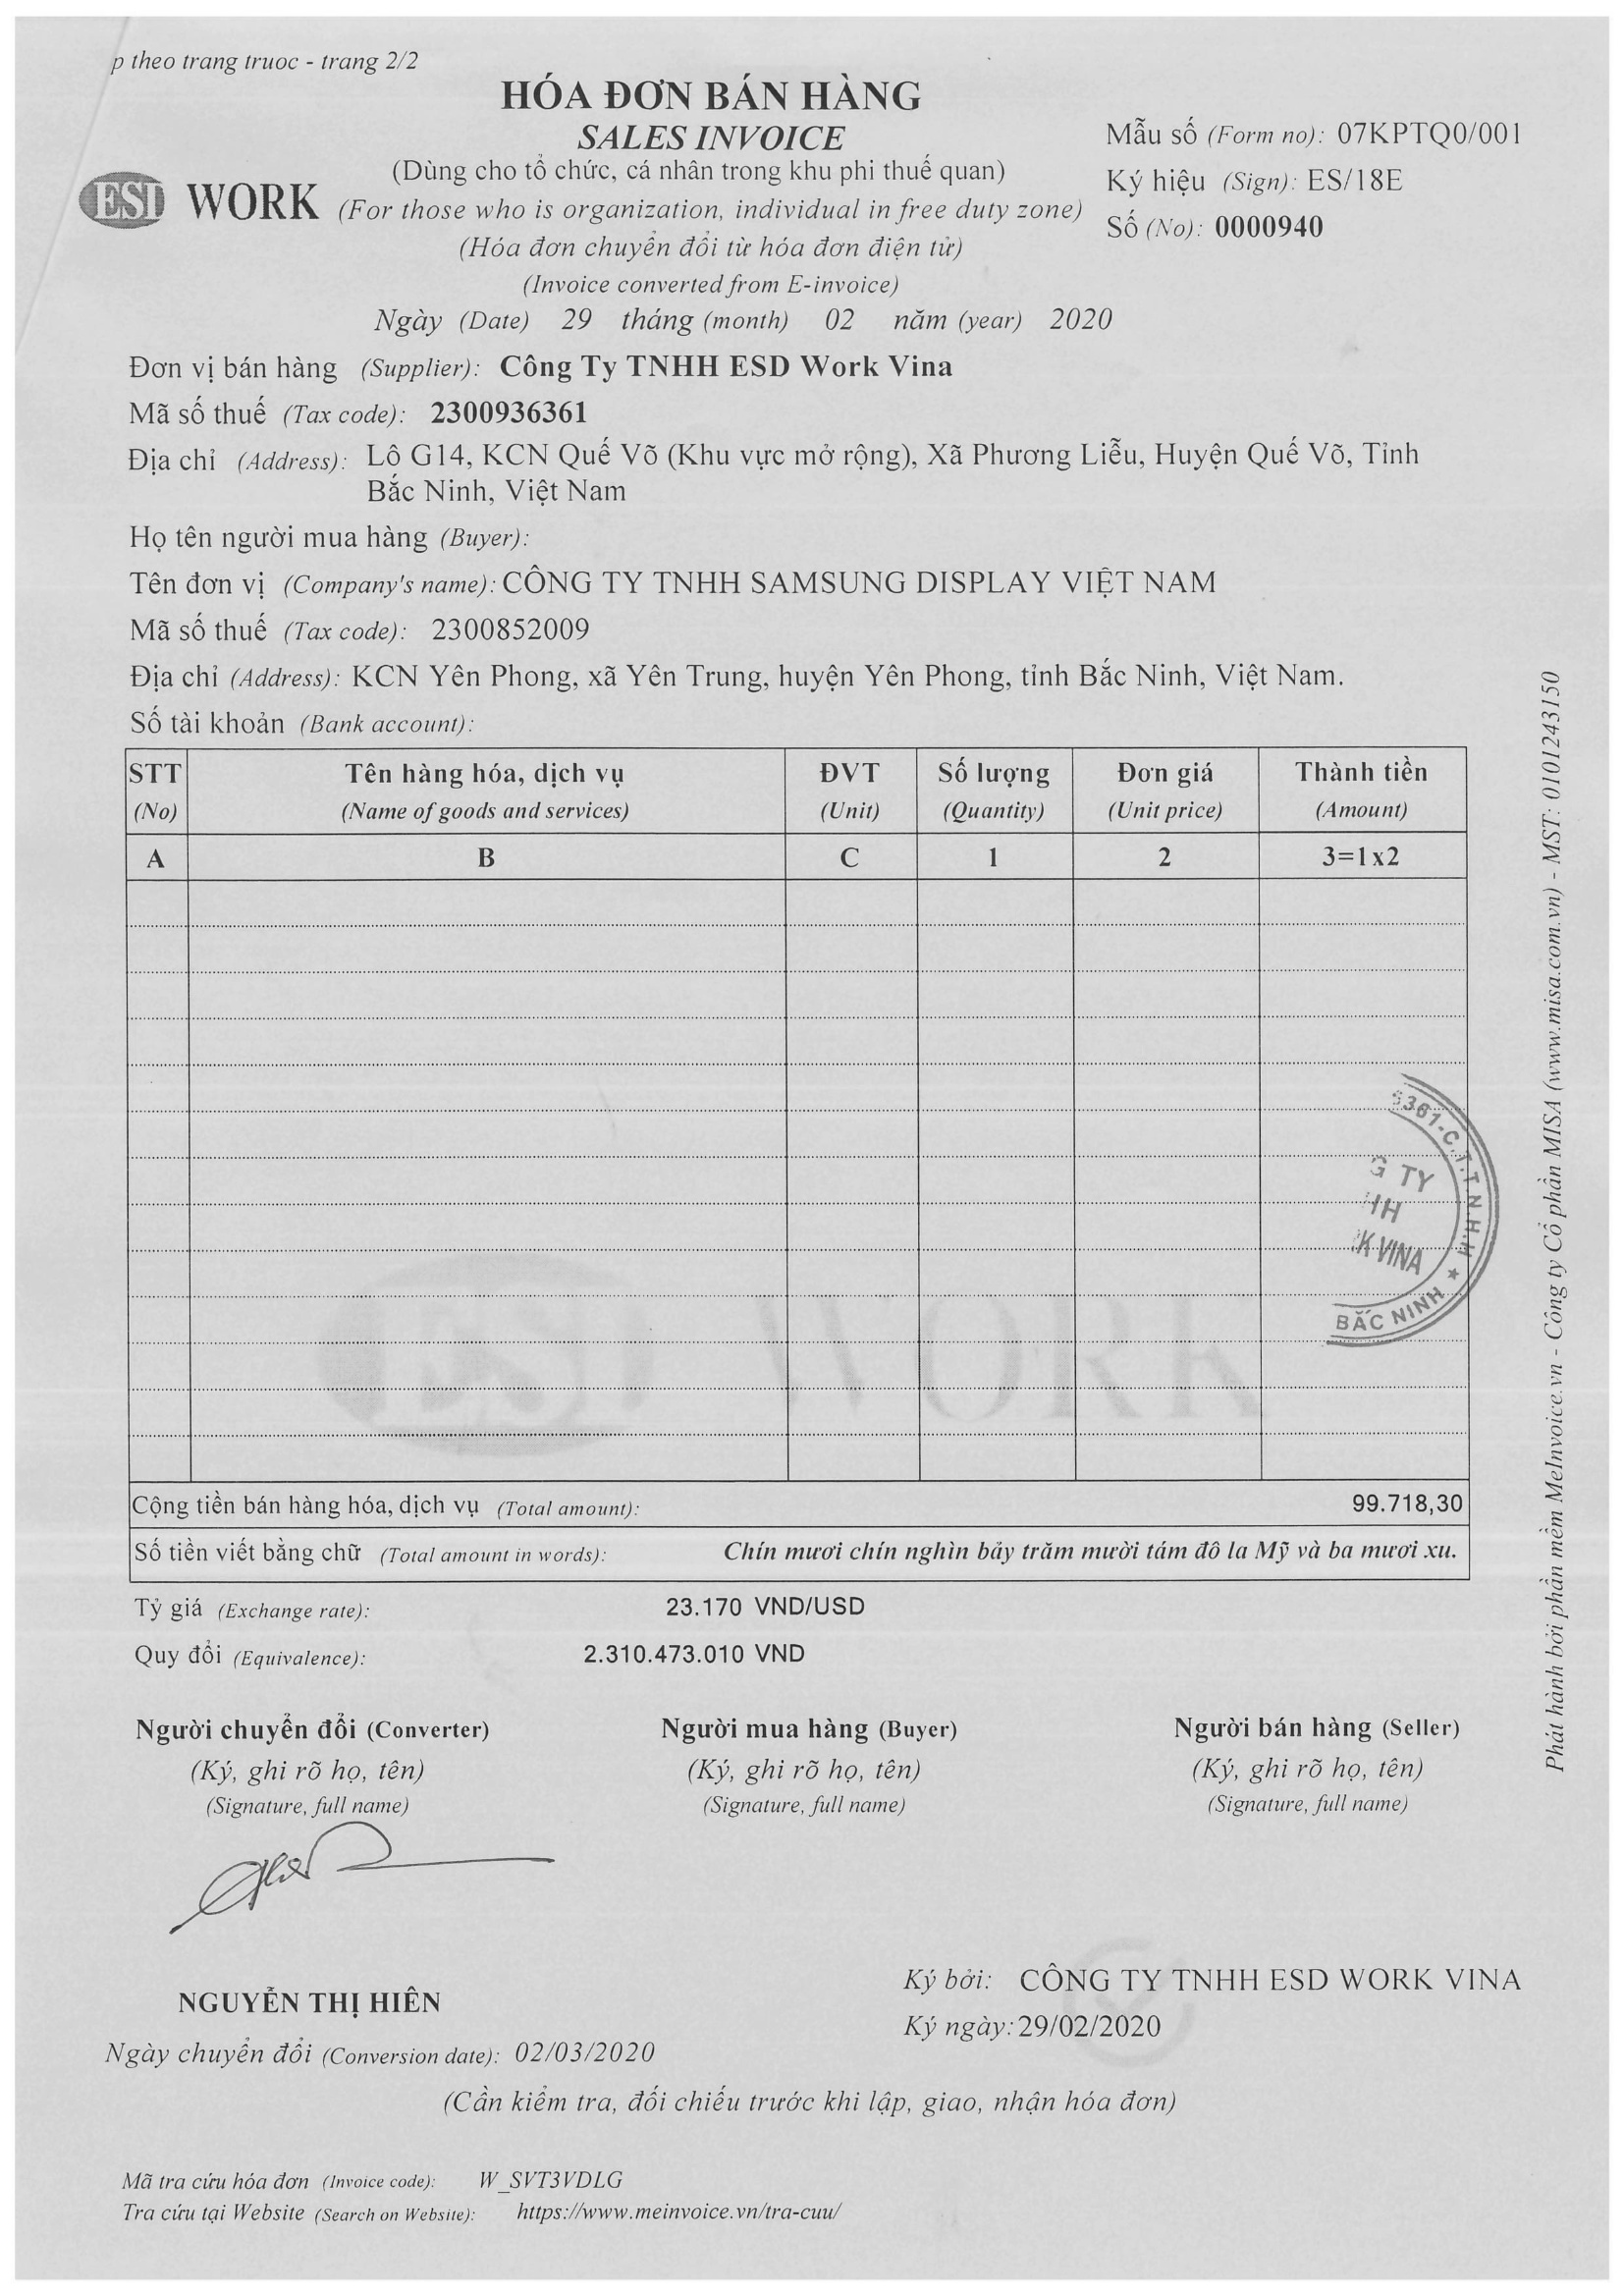 p theo trang truoc - trang 2/2
HÓA ĐƠN BÁN HÀNG
SALES INVOICE
(Dùng cho tổ chức, cá nhân trong khu phi thuế quan)
(For those who is organization, individual in free duty zone)
(Hóa đơn chuyển đổi từ hóa đơn điện tử)
(Invoice converted from E-invoice)
Ngày (Date) 29 tháng (month) 02 năm (year) 2020
ESD WORK
Mẫu số (Form no): 07KPTQ0/001
Ký hiệu (Sign): ES/18E
Số (No): 0000940
Đơn vị bán hàng (Supplier): Công Ty TNHH ESD Work Vina
Mã số thuế (Tax code): 2300936361
Địa chỉ (Address): Lô G14, KCN Quế Võ (Khu vực mở rộng), Xã Phương Liễu, Huyện Quế Võ, Tỉnh
Bắc Ninh, Việt Nam
Họ tên người mua hàng (Buyer):
Tên đơn vị (Company's name): CÔNG TY TNHH SAMSUNG DISPLAY VIỆT NAM
Mã số thuế (Tax code): 2300852009
Địa chỉ (Address): KCN Yên Phong, xã Yên Trung, huyện Yên Phong, tỉnh Bắc Ninh, Việt Nam.
Số tài khoản (Bank account):
STT Tên hàng hóa, dịch vụ ĐVT Số lượng Đơn giá Thành tiền
(No) (Name of goods and services) (Unit) (Quantity) (Unit price) (Amount)
A B C 1 2 3=1x2
6361-C.T.T.N.H.H ★
G TY
HH
K VINA
BẮC NINH
WORK
Cộng tiền bán hàng hóa, dịch vụ (Total amount): 99.718,30
Số tiền viết bằng chữ (Total amount in words): Chín mươi chín nghìn bảy trăm mười tám đô la Mỹ và ba mươi xu.
Tỷ giá (Exchange rate): 23.170 VND/USD
Quy đổi (Equivalence): 2.310.473.010 VND
Người chuyển đổi (Converter) Người mua hàng (Buyer) Người bán hàng (Seller)
(Ký, ghi rõ họ, tên) (Ký, ghi rõ họ, tên) (Ký, ghi rõ họ, tên)
(Signature, full name) (Signature, full name) (Signature, full name)
Ký bởi: CÔNG TY TNHH ESD WORK VINA
NGUYỄN THỊ HIÊN
Ký ngày: 29/02/2020
Ngày chuyển đổi (Conversion date): 02/03/2020
(Cần kiểm tra, đối chiếu trước khi lập, giao, nhận hóa đơn)
Mã tra cứu hóa đơn (Invoice code): W_SVT3VDLG
Tra cứu tại Website (Search on Website): https://www.meinvoice.vn/tra-cuu/
Phát hành bởi phần mềm MeInvoice.vn - Công ty Cổ phần MISA (www.misa.com.vn) - MST: 0101243150